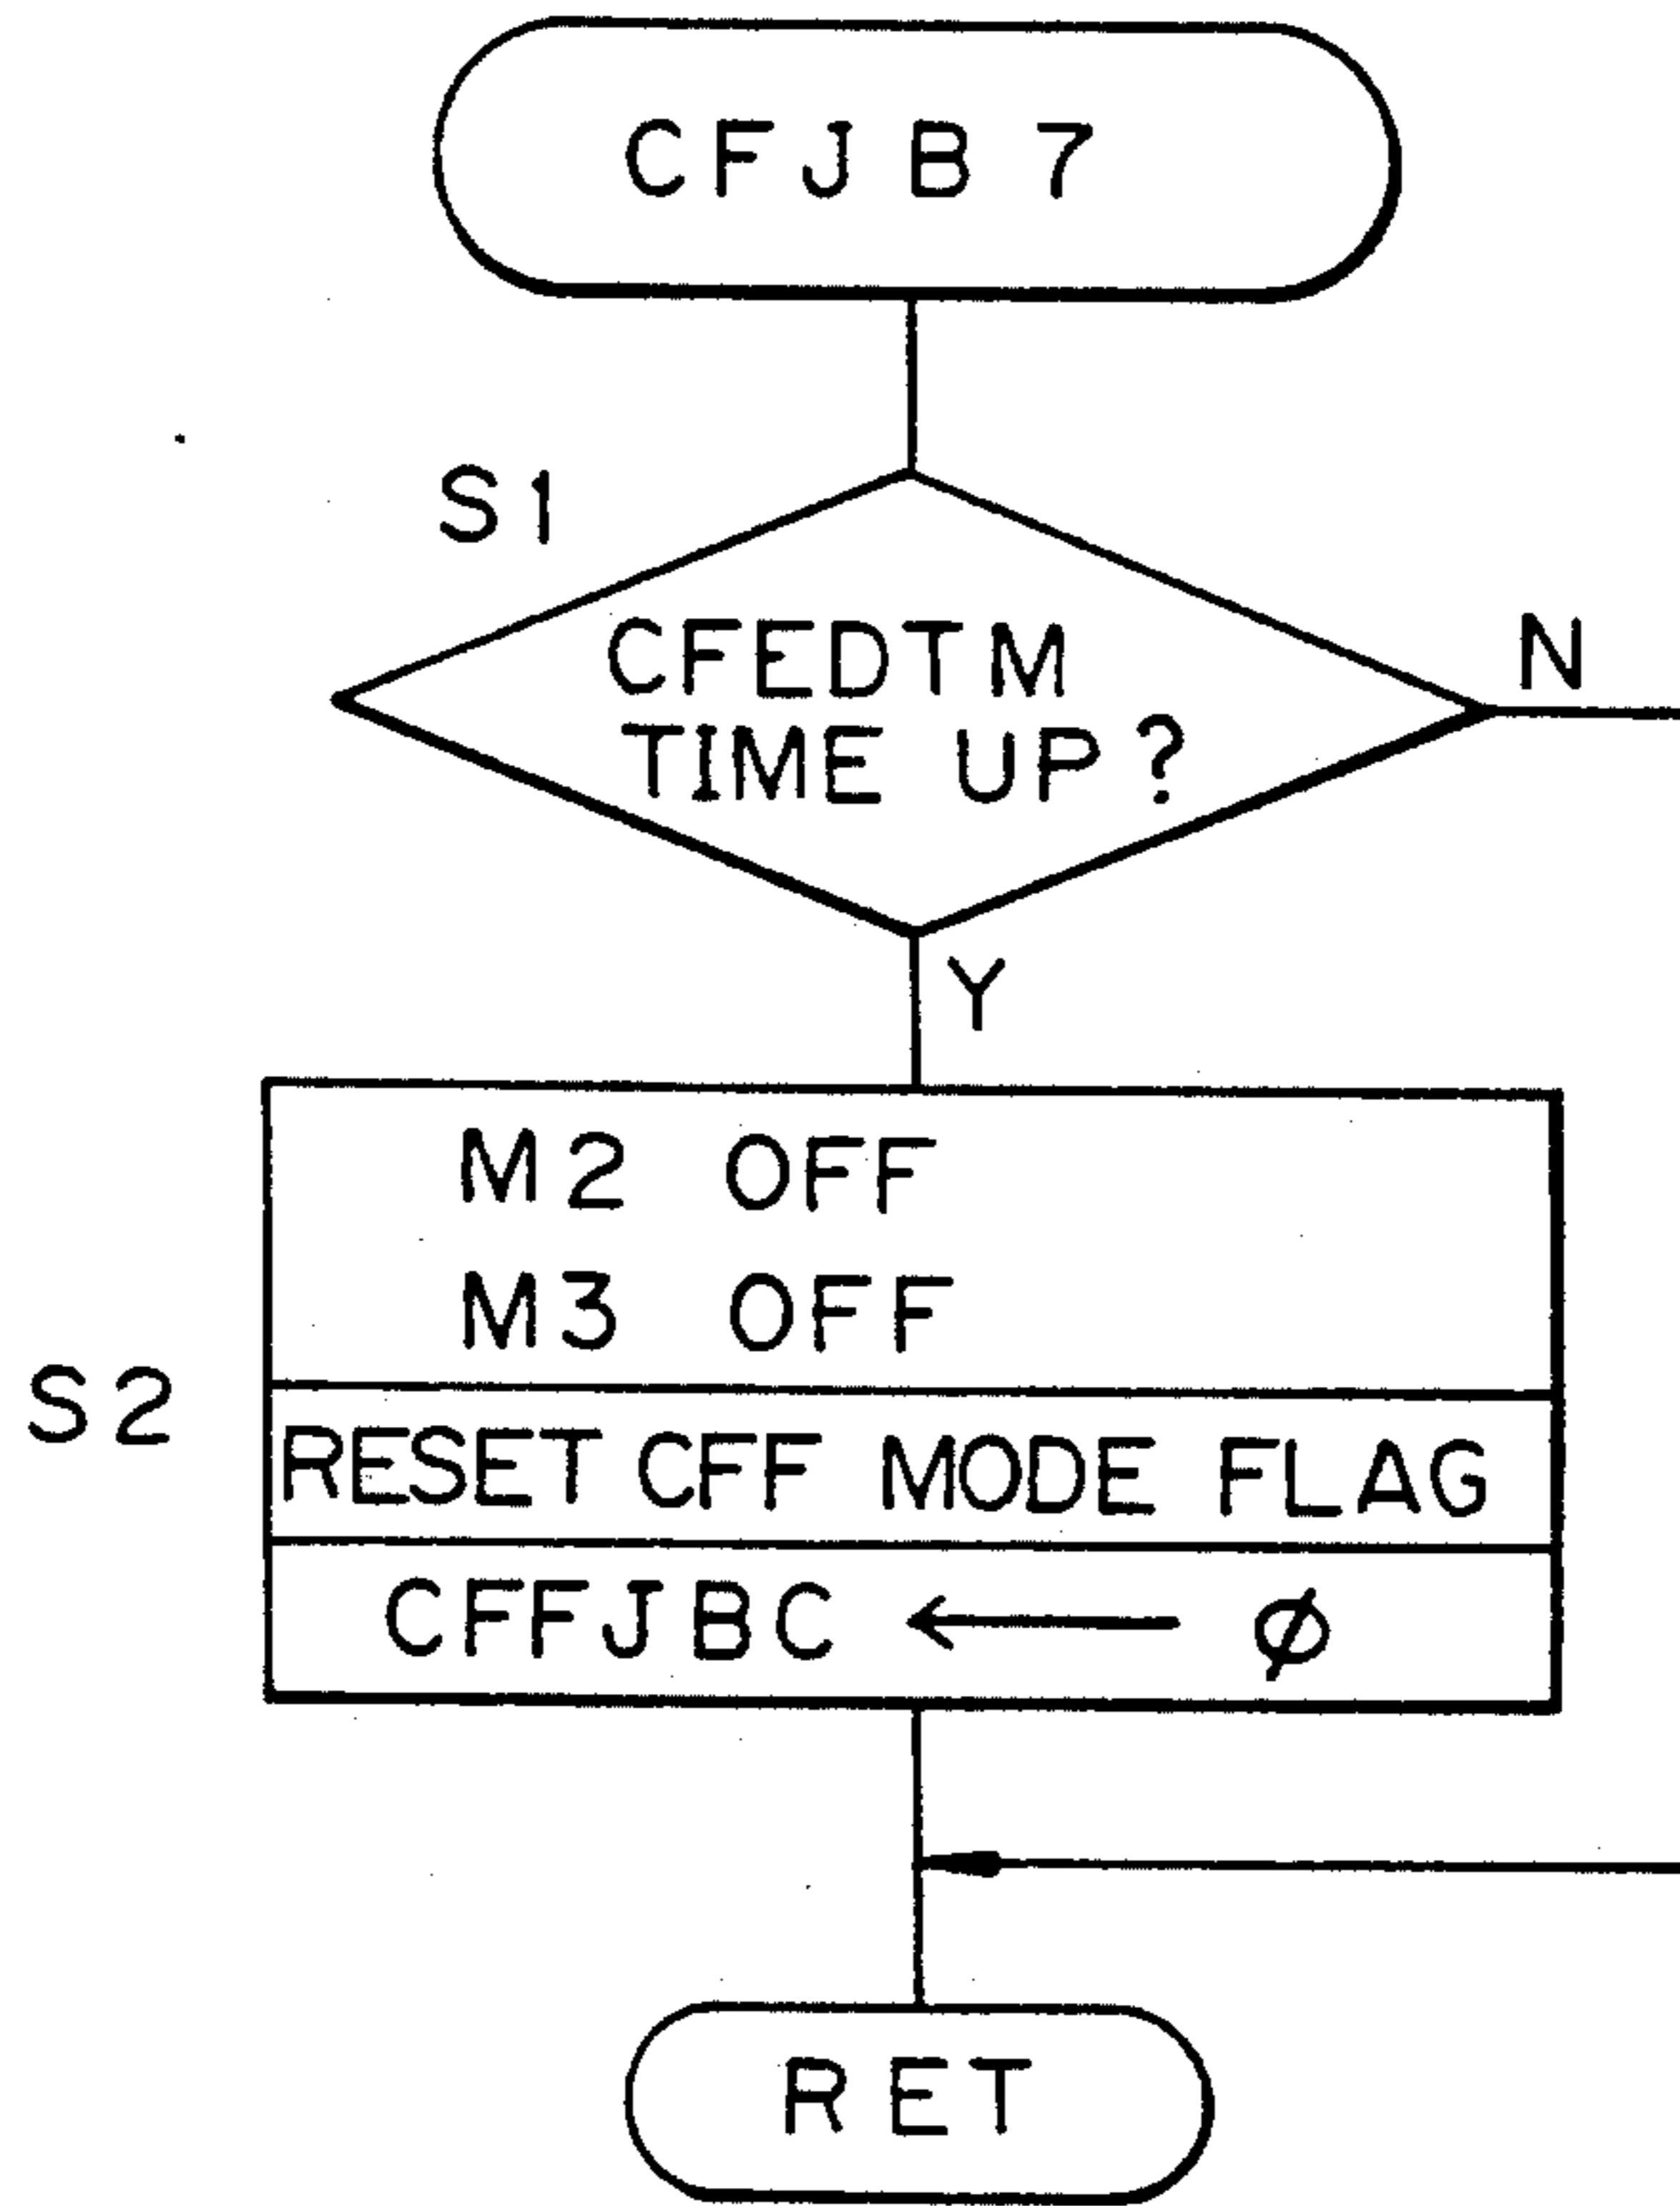 CFJB7
S1
CFEDTM
TIME UP?
N
Y
M2 OFF
M3 OFF
S2
RESET CFF MODE FLAG
CFFJBC ← ∅
RET